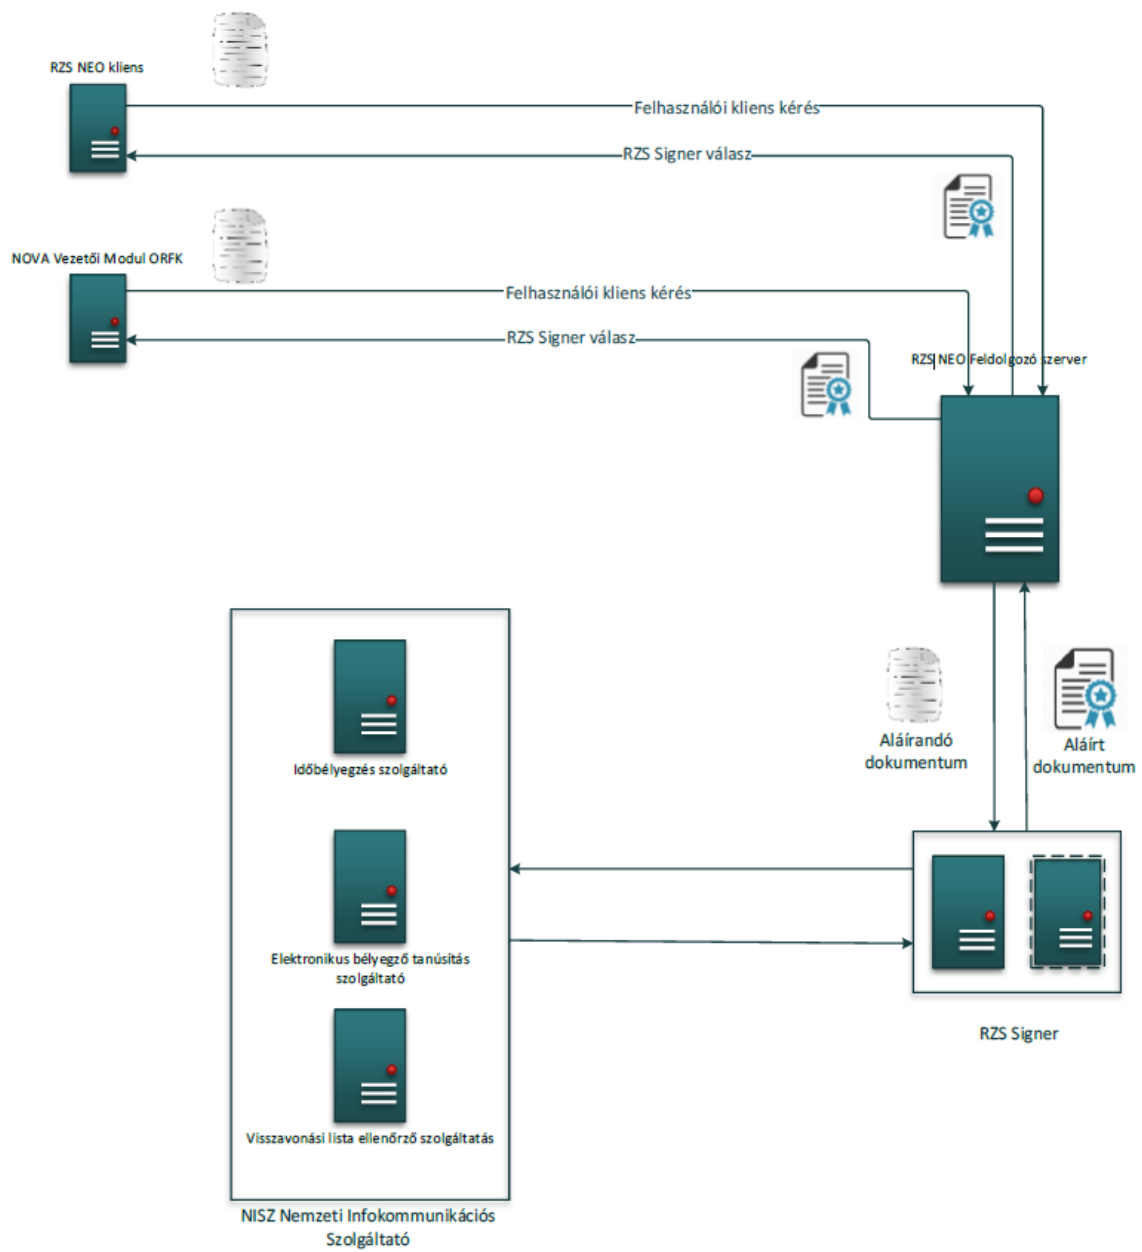 RZS NEO kliens
Felhasználói kliens kérés
RZS Signer válasz
NOVA Vezetői Modul ORFK
Felhasználói kliens kérés
RZS Signer válasz
RZS NEO Feldolgozó szerver
Aláírandó
dokumentum
Aláírt
dokumentum
Időbélyegzés szolgáltató
Elektronikus bélyegző tanúsítás
szolgáltató
RZS Signer
Visszavonási lista ellenőrző szolgáltatás
NISZ Nemzeti Infokommunikációs
Szolgáltató